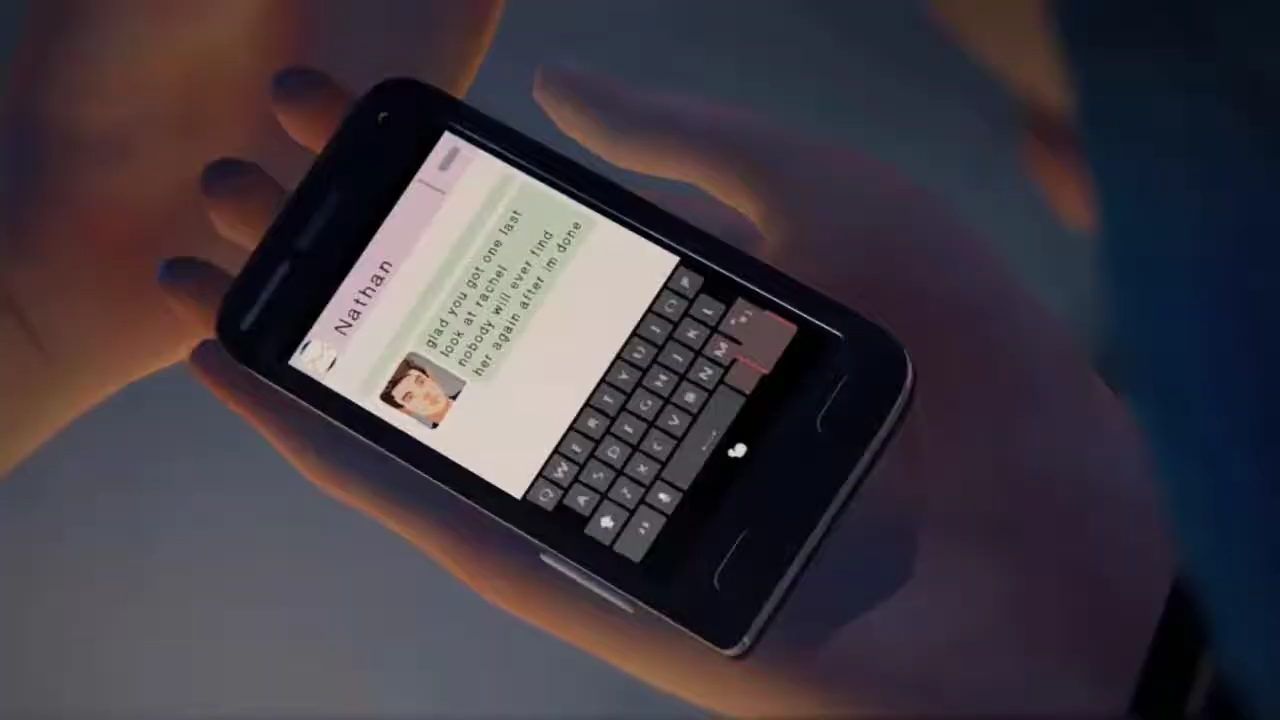 Nathan
glad you got one last
look at rachel
nobody will ever find
her again after im done
Q W E R T Y U I O P
A S D F G H J K L
Z X C V B N M